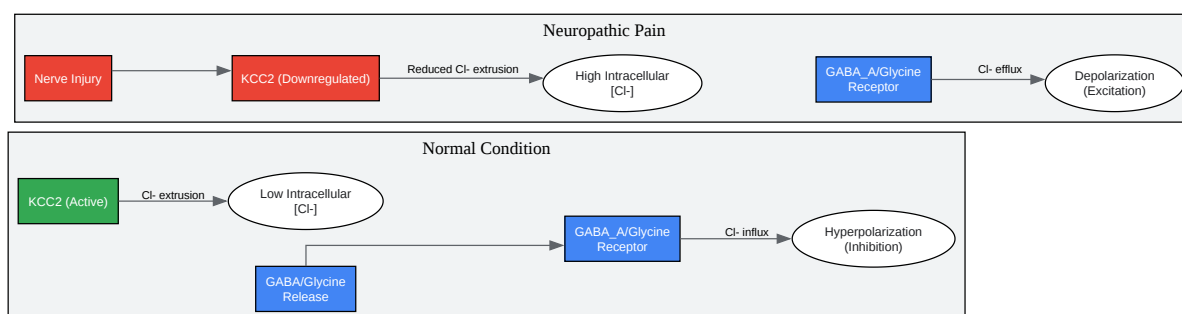 Neuropathic Pain
Nerve Injury
KCC2 (Downregulated)
Reduced Cl- extrusion
High Intracellular
[Cl-]
GABA_A/Glycine
Receptor
Cl- efflux
Depolarization
(Excitation)
Normal Condition
KCC2 (Active)
Cl- extrusion
Low Intracellular
[Cl-]
GABA/Glycine
Release
GABA_A/Glycine
Receptor
Cl- influx
Hyperpolarization
(Inhibition)